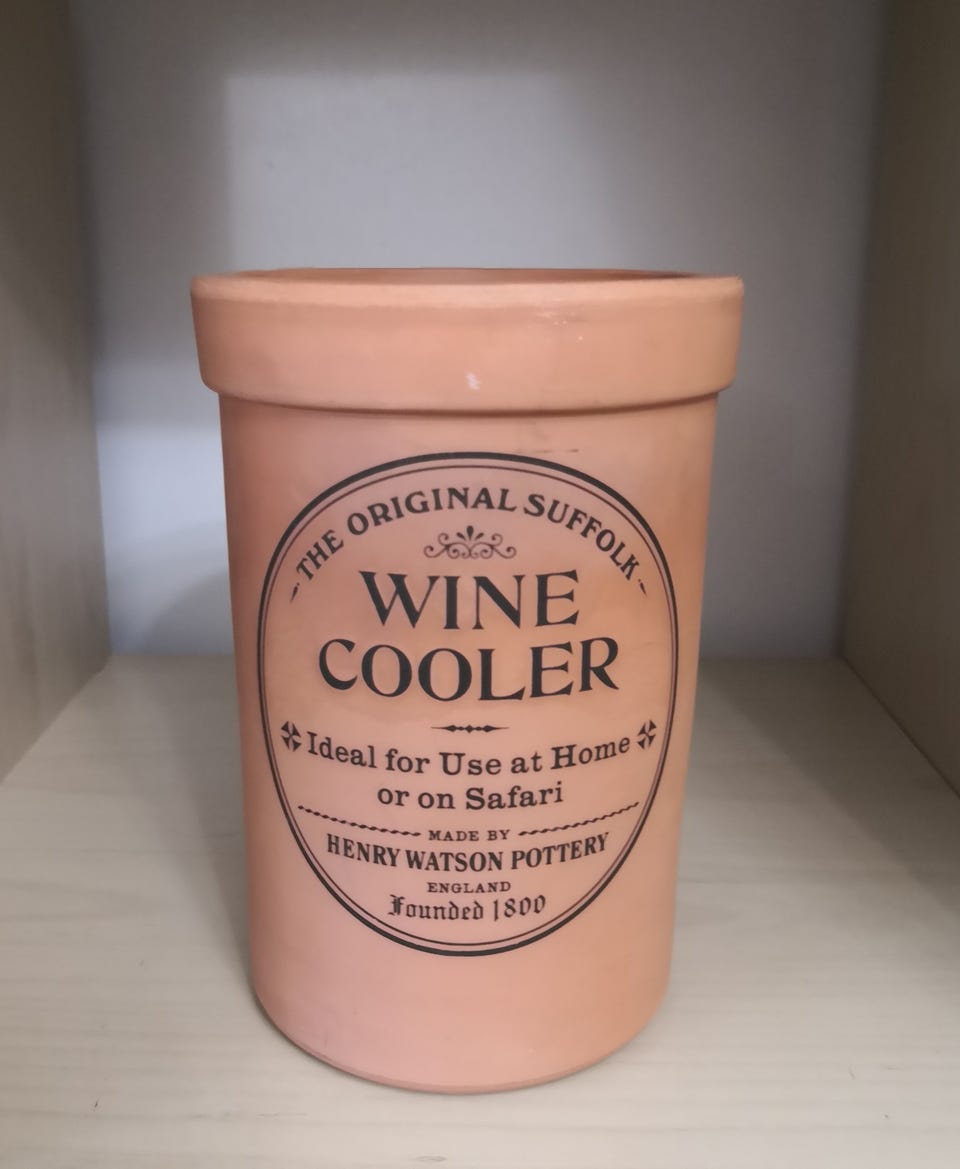 THE ORIGINAL SUFFOLK
WINE
COOLER
Ideal for Use at Home
or on Safari
MADE BY
HENRY WATSON POTTERY
ENGLAND
Founded 1800